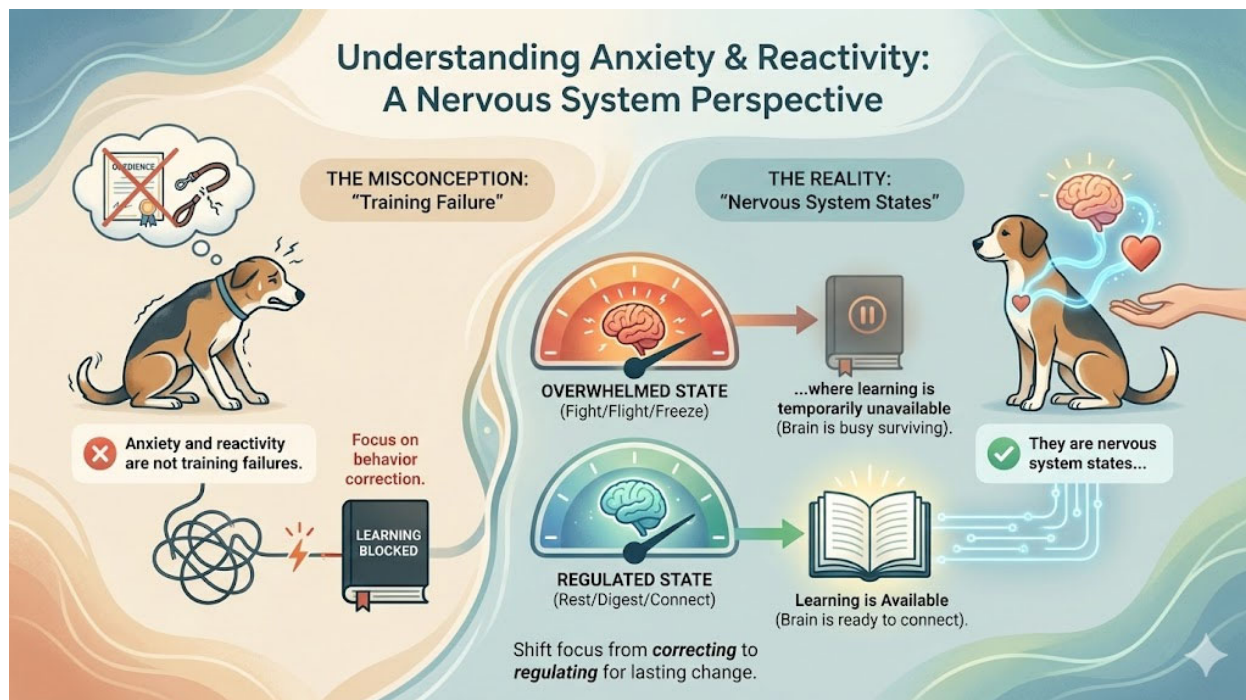 Understanding Anxiety & Reactivity:
A Nervous System Perspective
OBEDIENCE
THE MISCONCEPTION:
“Training Failure”
Anxiety and reactivity
are not training failures.
Focus on
behavior
correction.
LEARNING
BLOCKED
THE REALITY:
“Nervous System States”
OVERWHELMED STATE
(Fight/Flight/Freeze)
...where learning is
temporarily unavailable
(Brain is busy surviving).
They are nervous
system states...
REGULATED STATE
(Rest/Digest/Connect)
Learning is Available
(Brain is ready to connect).
Shift focus from correcting to
regulating for lasting change.